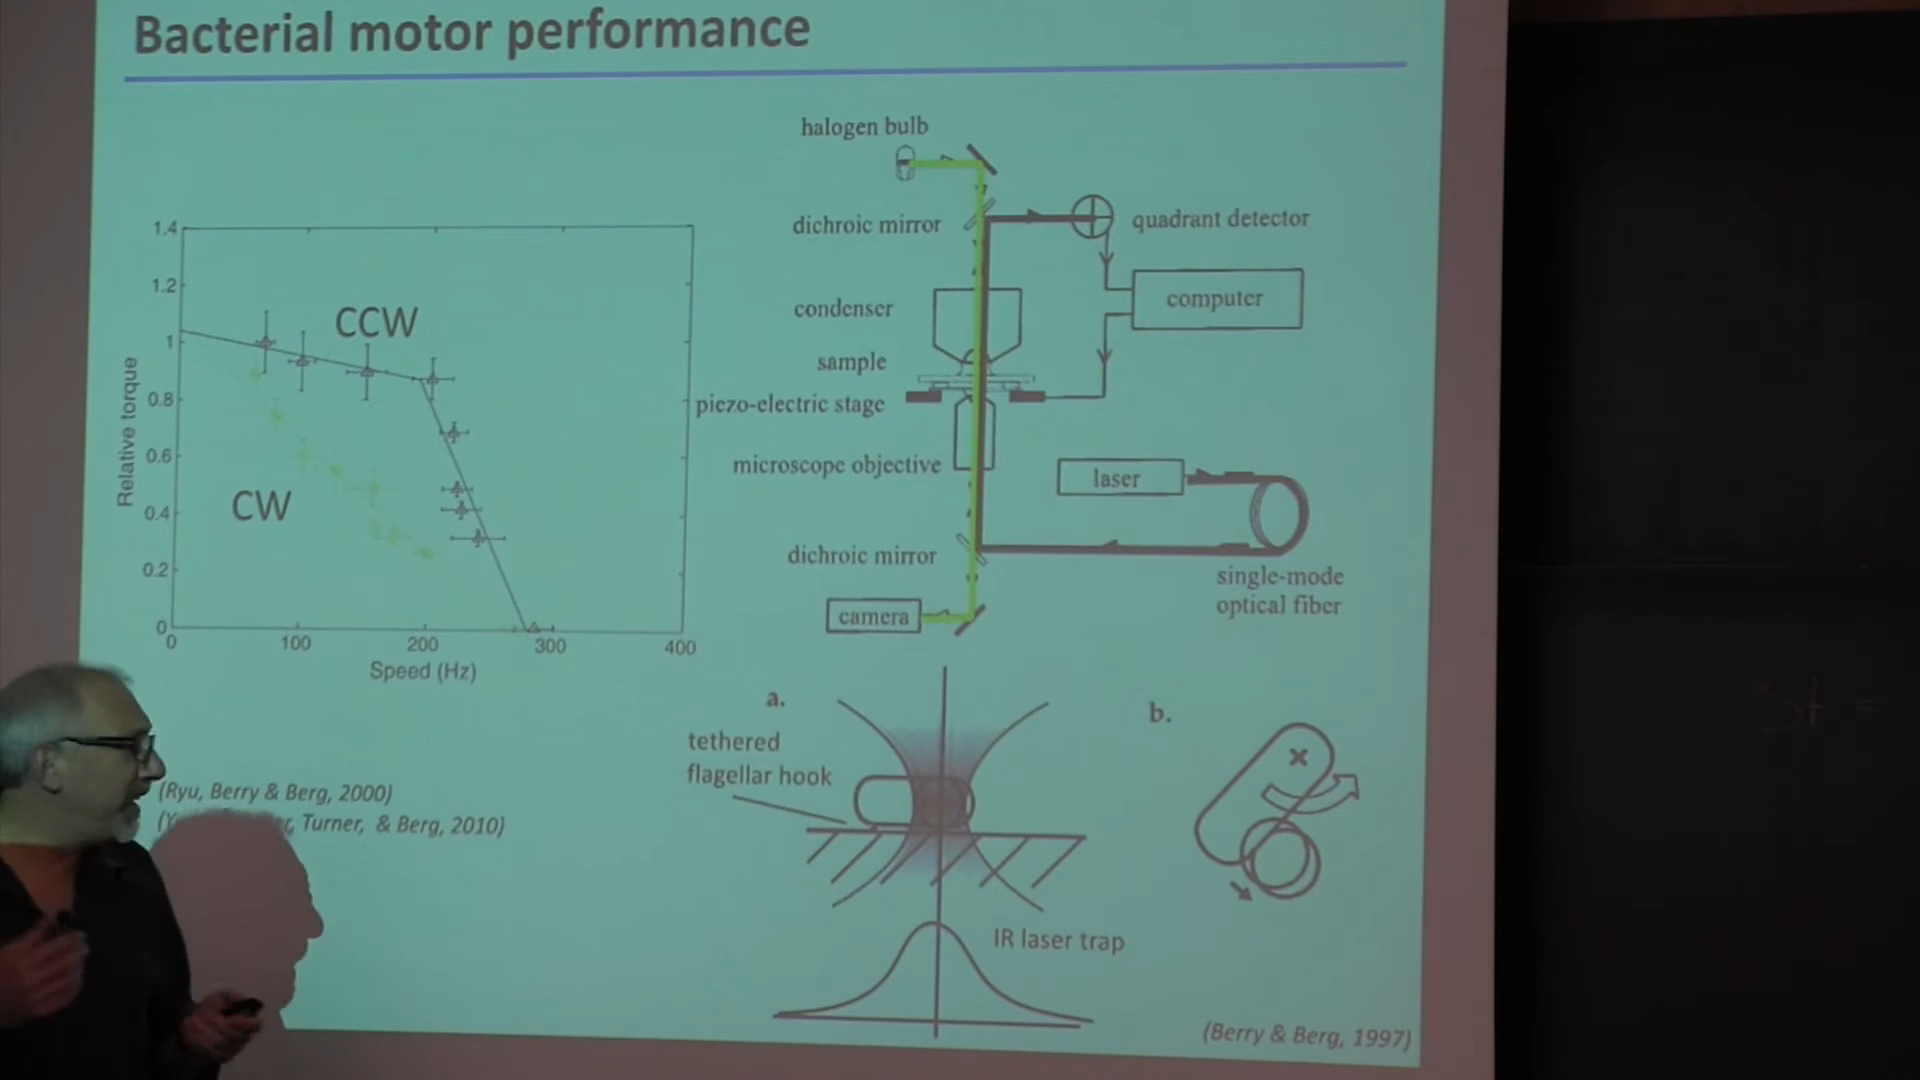 Bacterial motor performance
halogen bulb
dichroic mirror
quadrant detector
condenser
computer
sample
piezo-electric stage
microscope objective
laser
dichroic mirror
single-mode
optical fiber
camera
1.4
1.2
1
0.8
0.6
0.4
0.2
0
CCW
CW
Relative torque
0
100
200
300
400
Speed (Hz)
(Ryu, Berry & Berg, 2000)
Turner, & Berg, 2010)
a.
tethered
flagellar hook
b.
x
IR laser trap
(Berry & Berg, 1997)